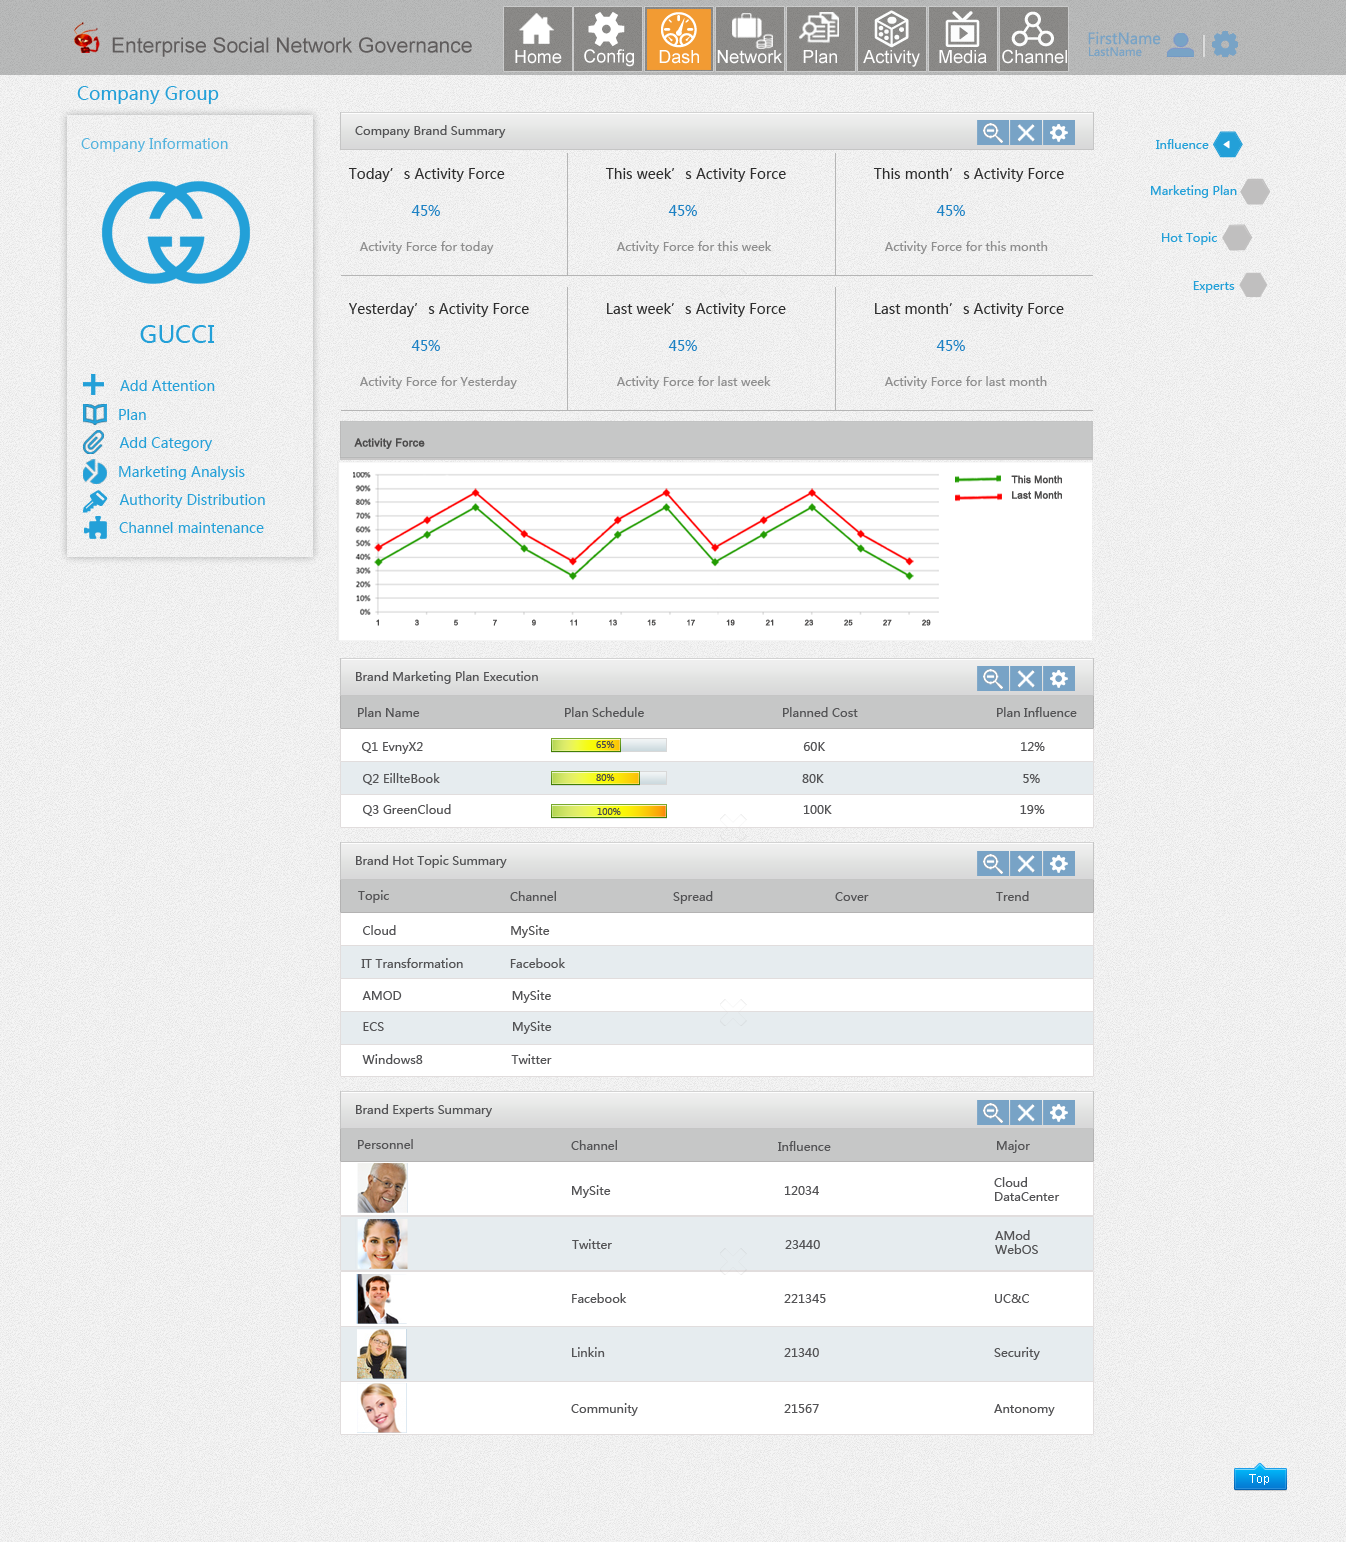 Enterprise Social Network Governance
Home
Config
Dash
Network
Plan
Activity
Media
Channel
FirstName
LastName
Company Group
Company Information
GUCCI
Add Attention
Plan
Add Category
Marketing Analysis
Authority Distribution
Channel maintenance
Company Brand Summary
Today's Activity Force
This week's Activity Force
This month's Activity Force
45%
45%
45%
Activity Force for today
Activity Force for this week
Activity Force for this month
Yesterday's Activity Force
Last week's Activity Force
Last month's Activity Force
45%
45%
45%
Activity Force for Yesterday
Activity Force for last week
Activity Force for last month
Influence
Marketing Plan
Hot Topic
Experts
Activity Force
100%
90%
80%
70%
60%
50%
40%
30%
20%
10%
0%
1 3 5 7 9 11 13 15 17 19 21 23 25 27 29
This Month
Last Month
Brand Marketing Plan Execution
Plan Name Plan Schedule Planned Cost Plan Influence
Q1 EvnyX2 65% 60K 12%
Q2 EillteBook 80% 80K 5%
Q3 GreenCloud 100% 100K 19%
Brand Hot Topic Summary
Topic Channel Spread Cover Trend
Cloud MySite
IT Transformation Facebook
AMOD MySite
ECS MySite
Windows8 Twitter
Brand Experts Summary
Personnel Channel Influence Major
MySite 12034 Cloud
DataCenter
Twitter 23440 AMod
WebOS
Facebook 221345 UC&C
Linkin 21340 Security
Community 21567 Antonomy
Top